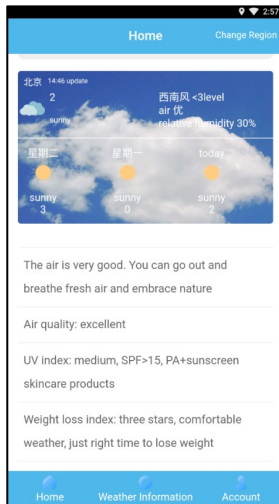 2:57
Home
Change Region
北京 14:46 update
2
sunny
西南风 <3level
air 优
relative humidity 30%
星期二 星期一 today
sunny sunny sunny
3 0 2
The air is very good. You can go out and
breathe fresh air and embrace nature
Air quality: excellent
UV index: medium, SPF>15, PA+sunscreen
skincare products
Weight loss index: three stars, comfortable
weather, just right time to lose weight
Home Weather Information Account